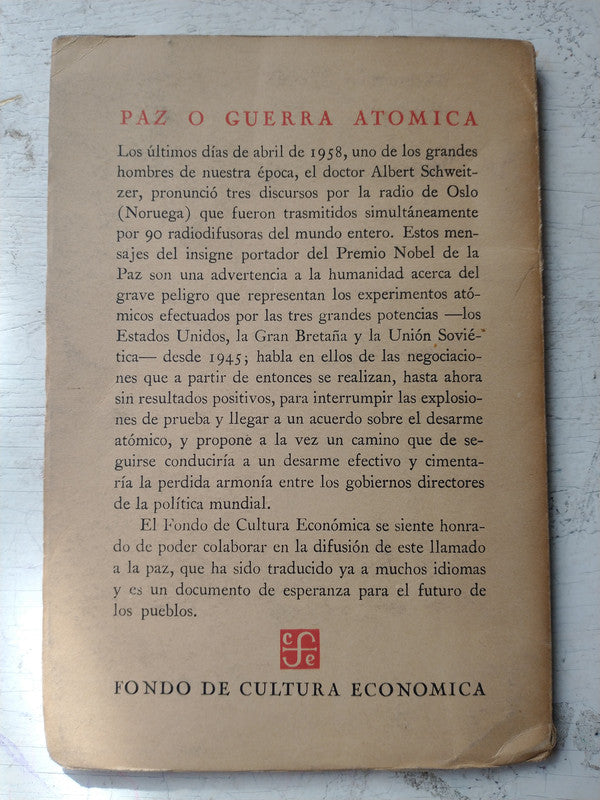 PAZ O GUERRA ATOMICA
Los últimos días de abril de 1958, uno de los grandes
hombres de nuestra época, el doctor Albert Schweit-
zer, pronunció tres discursos por la radio de Oslo
(Noruega) que fueron trasmitidos simultáneamente
por 90 radiodifusoras del mundo entero. Estos men-
sajes del insigne portador del Premio Nobel de la
Paz son una advertencia a la humanidad acerca del
grave peligro que representan los experimentos ató-
micos efectuados por las tres grandes potencias —los
Estados Unidos, la Gran Bretaña y la Unión Sovié-
tica— desde 1945; habla en ellos de las negociacio-
nes que a partir de entonces se realizan, hasta ahora
sin resultados positivos, para interrumpir las explosio-
nes de prueba y llegar a un acuerdo sobre el desarme
atómico, y propone a la vez un camino que de se-
guirse conduciría a un desarme efectivo y cimenta-
ría la perdida armonía entre los gobiernos directores
de la política mundial.
El Fondo de Cultura Económica se siente honra-
do de poder colaborar en la difusión de este llamado
a la paz, que ha sido traducido ya a muchos idiomas
y es un documento de esperanza para el futuro de
los pueblos.
cfe
FONDO DE CULTURA ECONOMICA